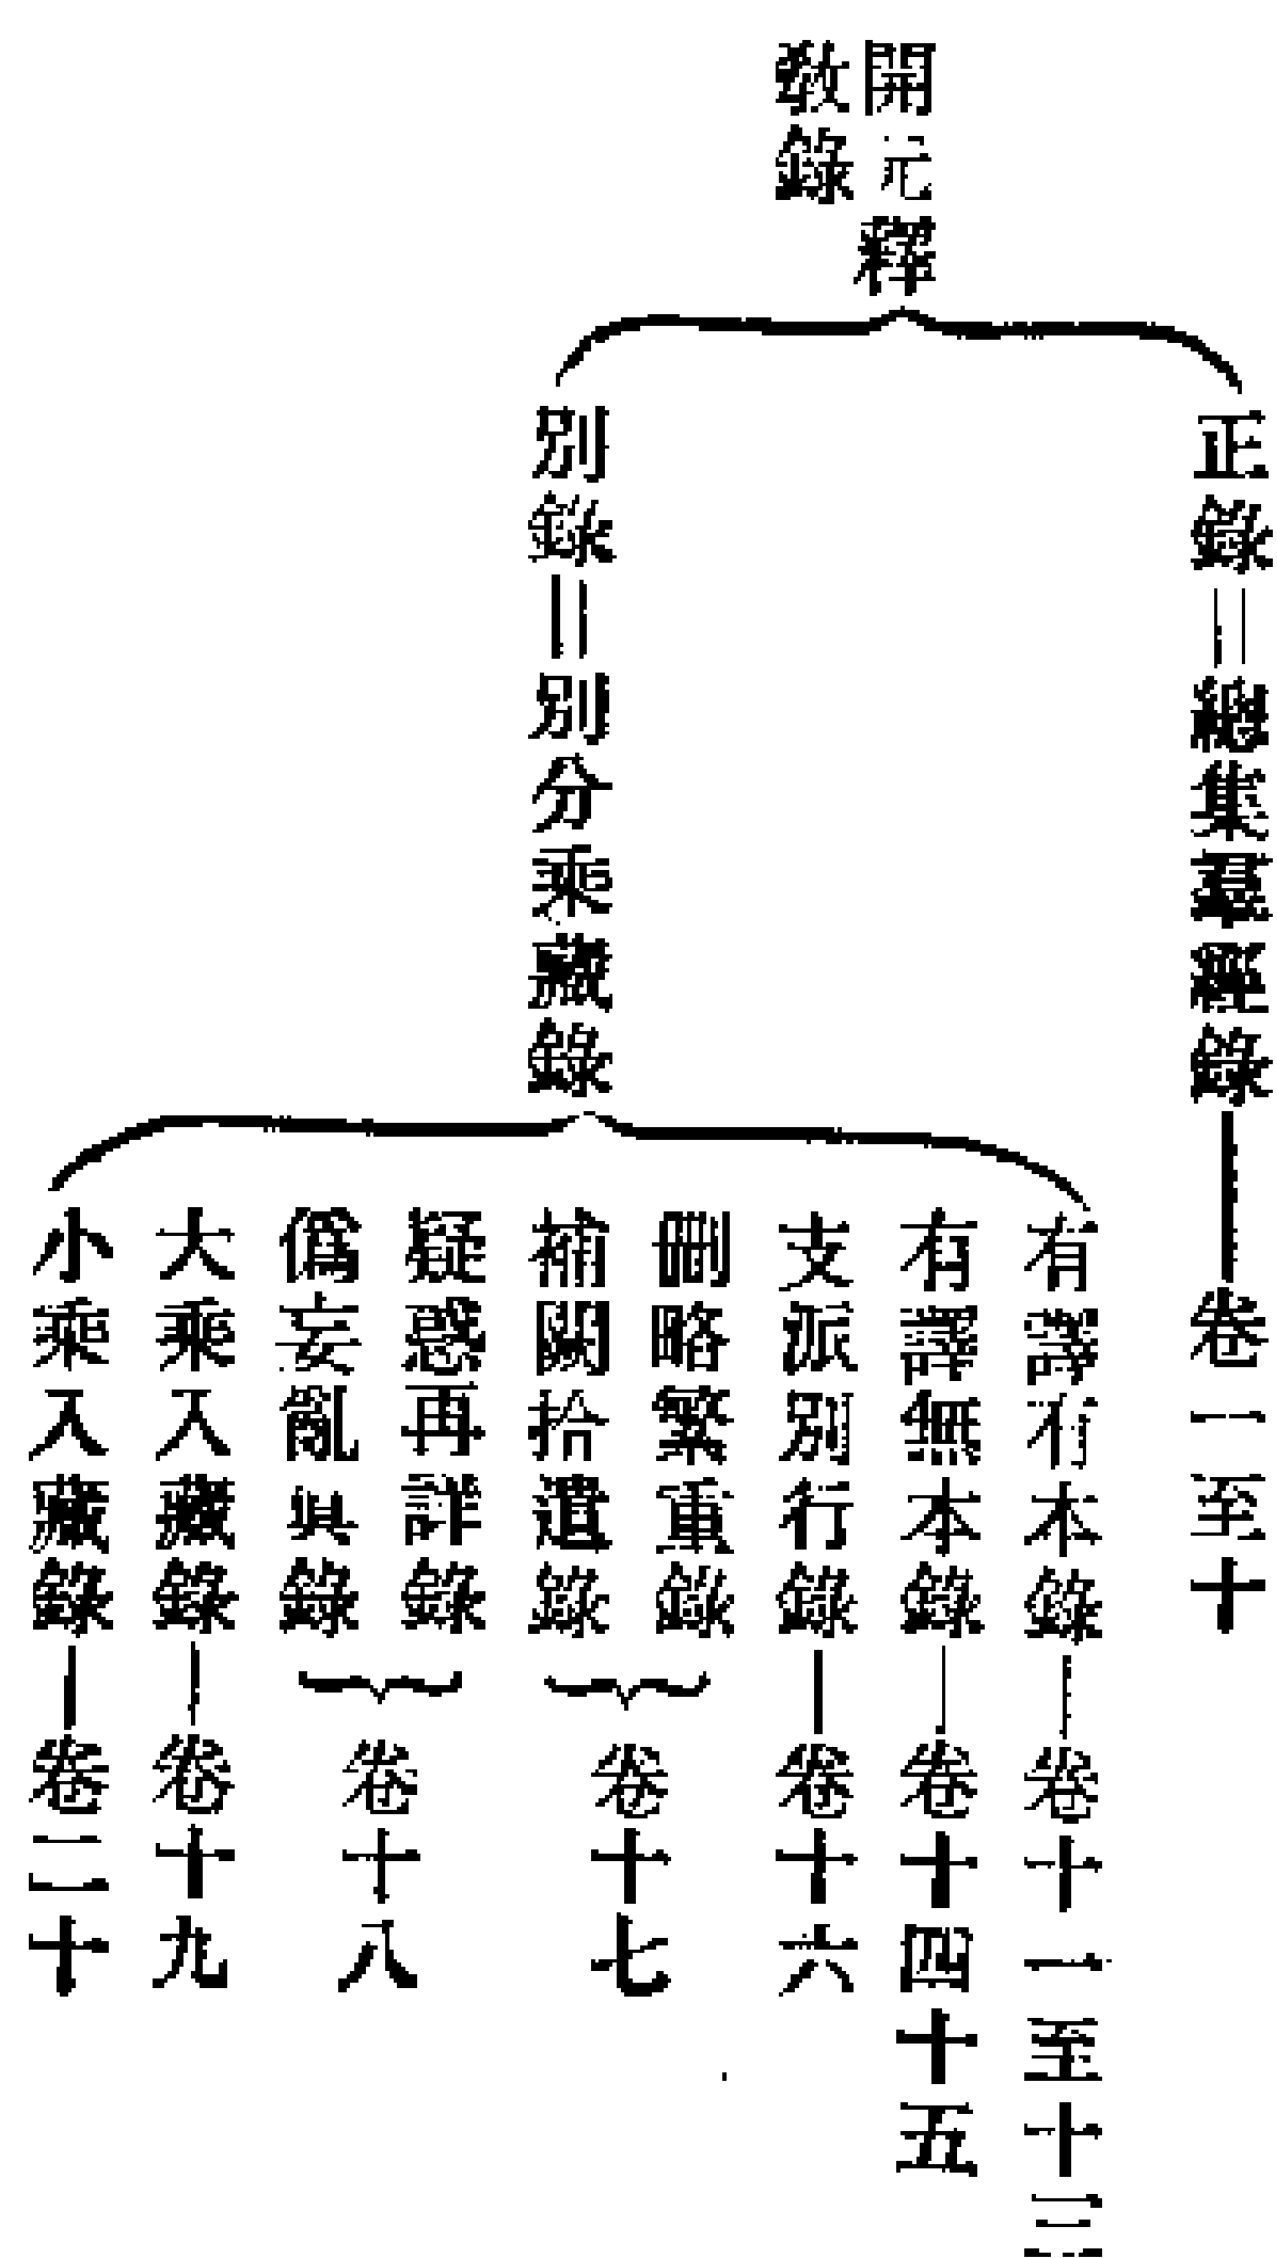 開元釋
教錄
正錄＝總集羣經錄—卷一至十
別錄＝別分乘藏錄
有譯有本錄—卷十一至十三
有譯無本錄—卷十四十五
支派別行錄—卷十六
刪略繁重錄
補闕拾遺錄
卷十七
疑惑再詳錄
僞妄亂眞錄
卷十八
大乘入藏錄—卷十九
小乘入藏錄—卷二十